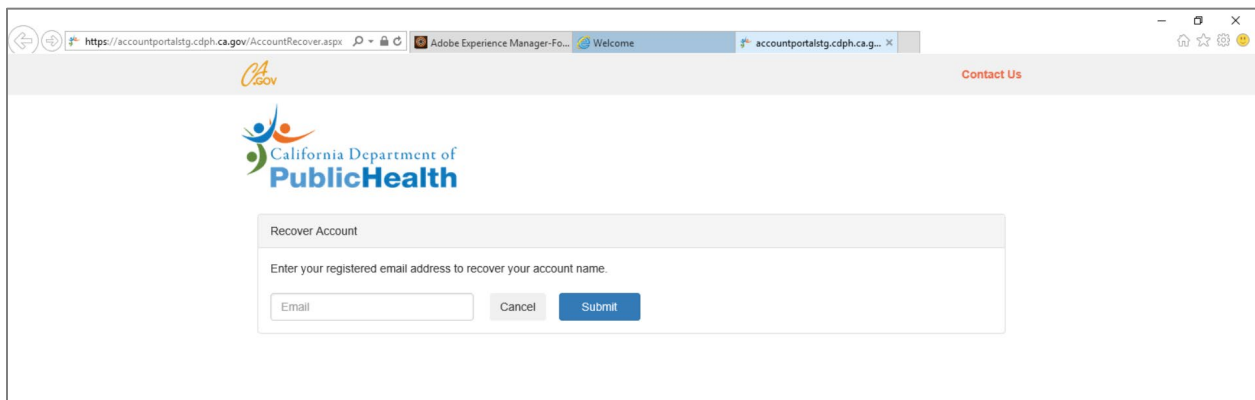 https://accountportalstg.cdph.ca.gov/AccountRecover.aspx
Adobe Experience Manager-Fo...
Welcome
accountportalstg.cdph.ca.g...
CA
.GOV
Contact Us
California Department of
PublicHealth
Recover Account
Enter your registered email address to recover your account name.
Email
Cancel
Submit